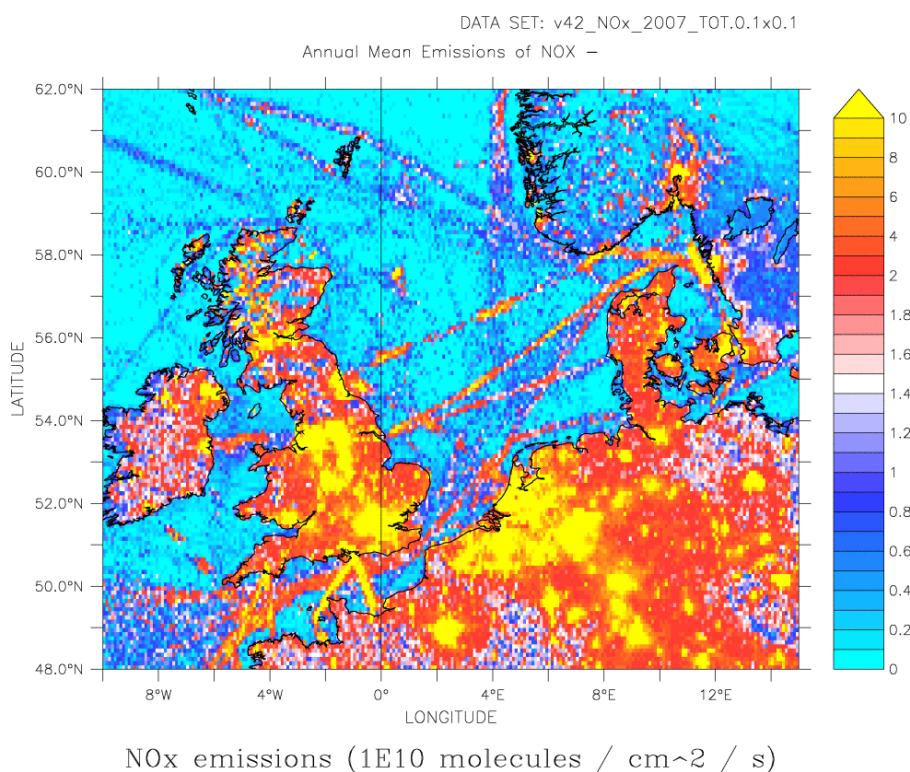 DATA SET: v42_NOx_2007_TOT.0.1x0.1
Annual Mean Emissions of NOX –
62.0°N
60.0°N
58.0°N
56.0°N
54.0°N
52.0°N
50.0°N
48.0°N
LATITUDE
8°W
4°W
0°
4°E
8°E
12°E
LONGITUDE
10
8
6
4
2
1.8
1.6
1.4
1.2
1
0.8
0.6
0.4
0.2
0
NOx emissions (1E10 molecules / cm^2 / s)